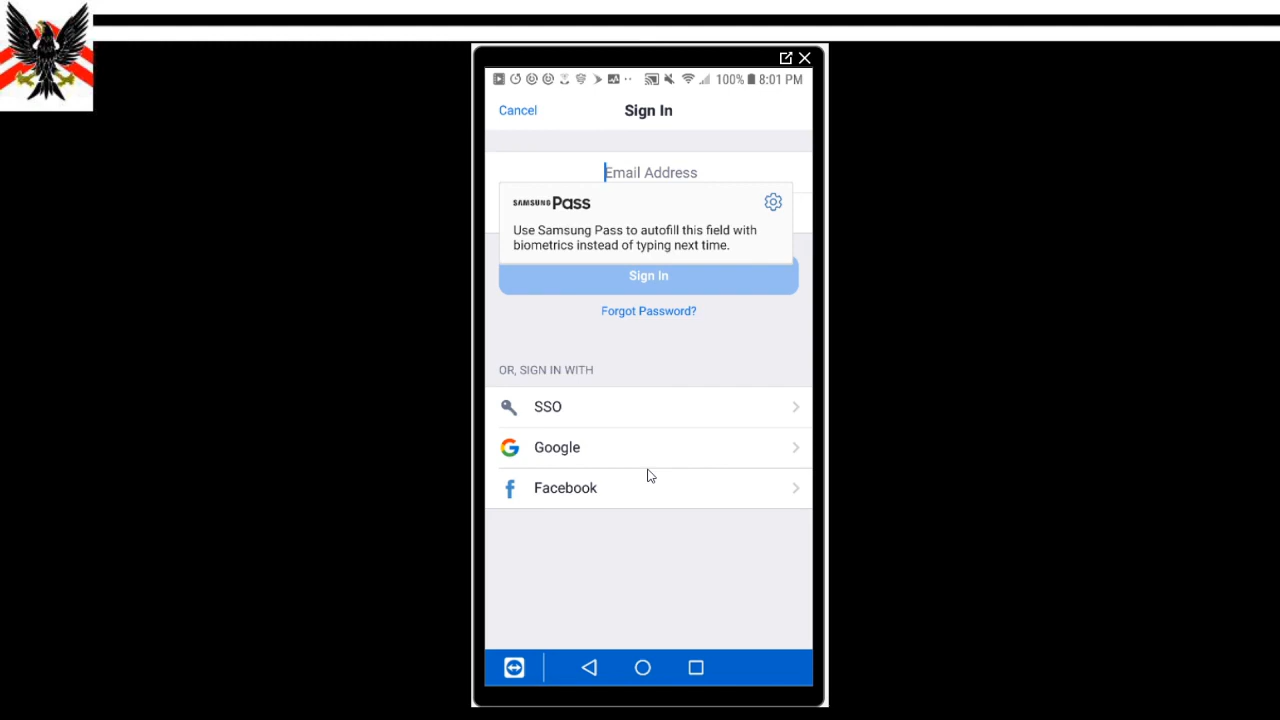 100% 8:01 PM
Cancel
Sign In
Email Address
SAMSUNG Pass
Use Samsung Pass to autofill this field with
biometrics instead of typing next time.
Sign In
Forgot Password?
OR, SIGN IN WITH
SSO
Google
Facebook